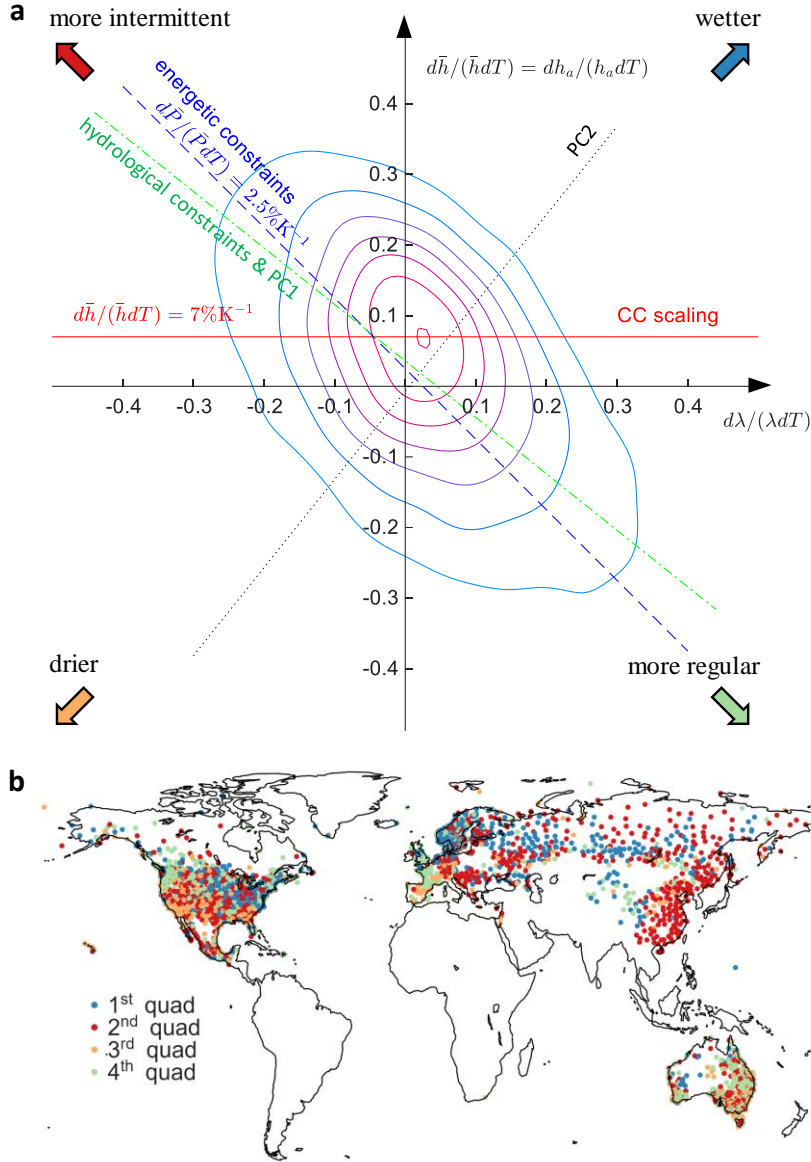 a
more intermittent
wetter
dh̄/(h̄dT) = dhₐ/(hₐdT)
energetic constraints
dP̄/(P̄dT) = 2.5%K⁻¹
hydrological constraints & PC1
PC2
0.4
0.3
0.2
0.1
dh̄/(h̄dT) = 7%K⁻¹
CC scaling
-0.4
-0.3
-0.2
-0.1
0.1
0.2
0.3
0.4
dλ/(λdT)
-0.1
-0.2
-0.3
-0.4
drier
more regular
b
1ˢᵗ quad
2ⁿᵈ quad
3ʳᵈ quad
4ᵗʰ quad